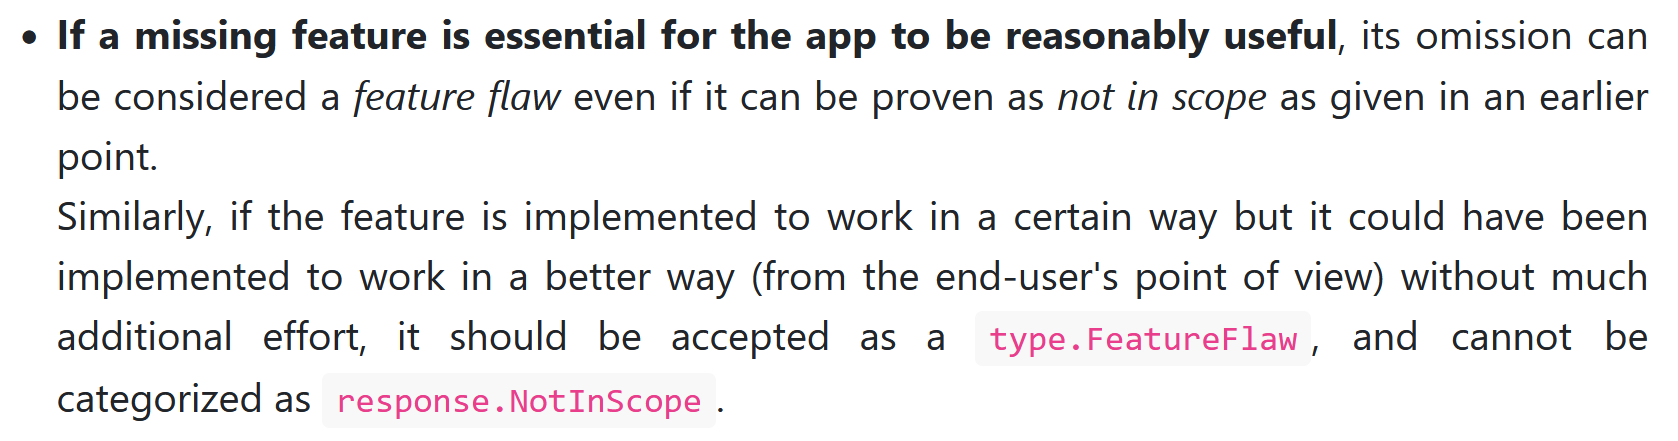 • If a missing feature is essential for the app to be reasonably useful, its omission can
be considered a feature flaw even if it can be proven as not in scope as given in an earlier
point.
Similarly, if the feature is implemented to work in a certain way but it could have been
implemented to work in a better way (from the end-user's point of view) without much
additional effort, it should be accepted as a type.FeatureFlaw, and cannot be
categorized as response.NotInScope.